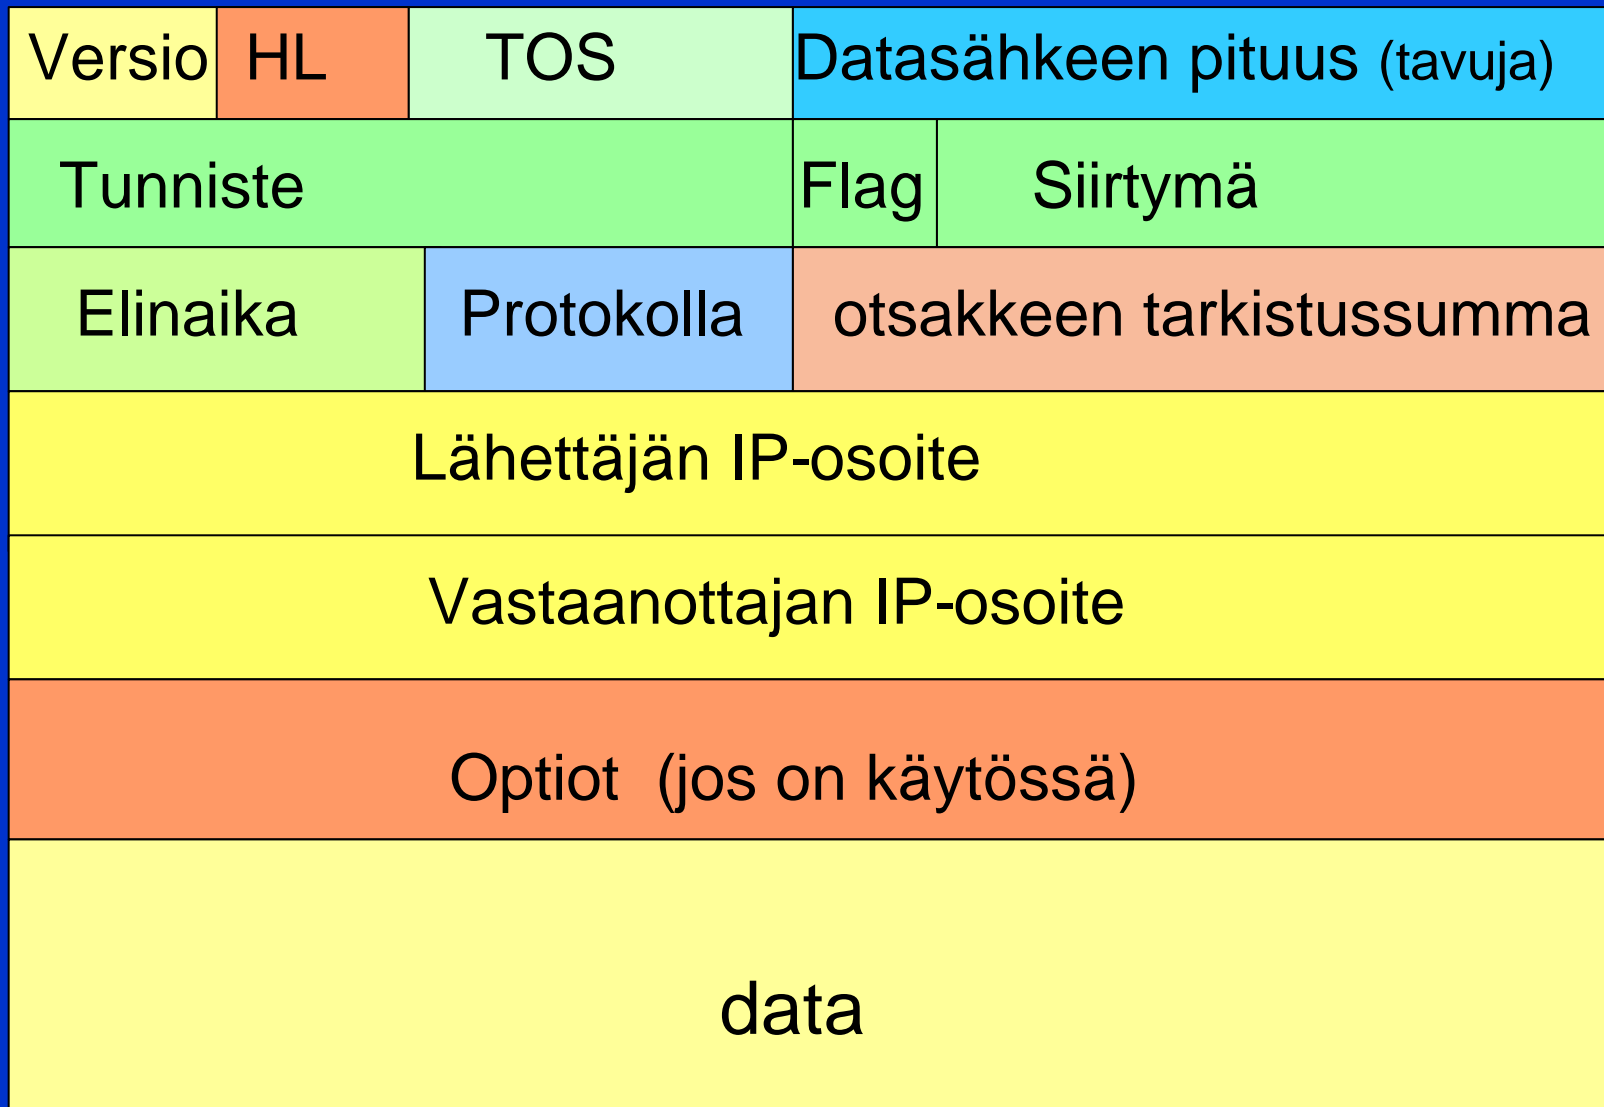 Versio HL TOS Datasähkeen pituus (tavuja)
Tunniste Flag Siirtymä
Elinaika Protokolla otsakkeen tarkistussumma
Lähettäjän IP-osoite
Vastaanottajan IP-osoite
Optiot (jos on käytössä)
data